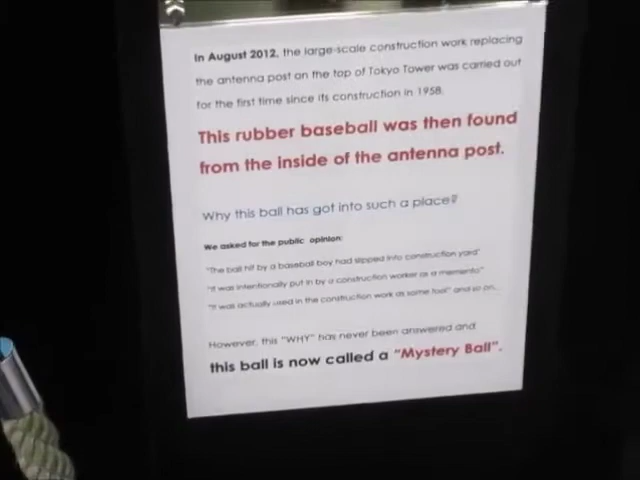 In August 2012, the large-scale construction work replacing
the antenna post on the top of Tokyo Tower was carried out
for the first time since its construction in 1958.
This rubber baseball was then found
from the inside of the antenna post.
Why this ball has got into such a place?
We asked for the public opinion:
"The ball hit by a baseball boy had slipped into construction yard"
"It was intentionally put in by a construction worker as a memento"
"It was actually used in the construction work as some tool" and so on..
However, this "WHY" has never been answered and
this ball is now called a "Mystery Ball".